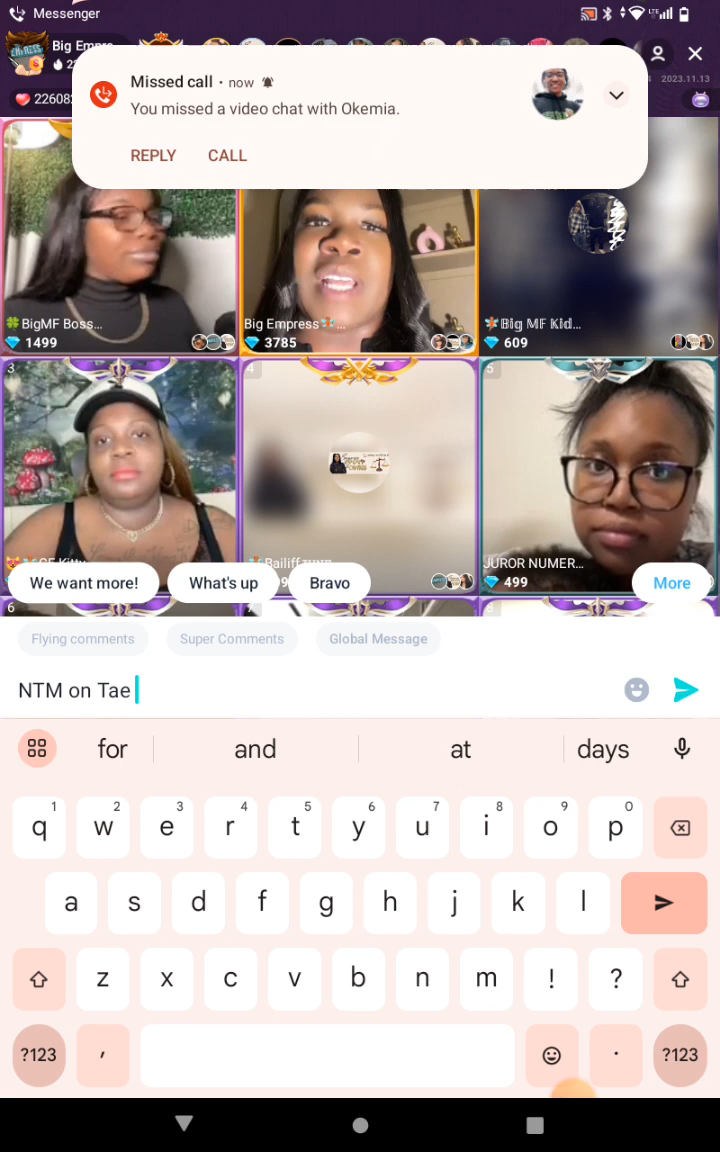 Messenger
LTE
Big Empre
EMPRESS
Missed call • now
You missed a video chat with Okemia.
REPLY CALL
2023.11.13
🍀BigMF Boss...
1499
Big Empress🧚...
3785
🧚𝔹𝕚𝕘 𝕄𝔽 𝕂𝕚𝕕...
609
3
4
5
JUROR NUMER...
499
We want more! What's up Bravo More
6
Flying comments Super Comments Global Message
NTM on Tae
for and at days
1 2 3 4 5 6 7 8 9 0
q w e r t y u i o p
a s d f g h j k l
z x c v b n m ! ?
?123 , . ?123